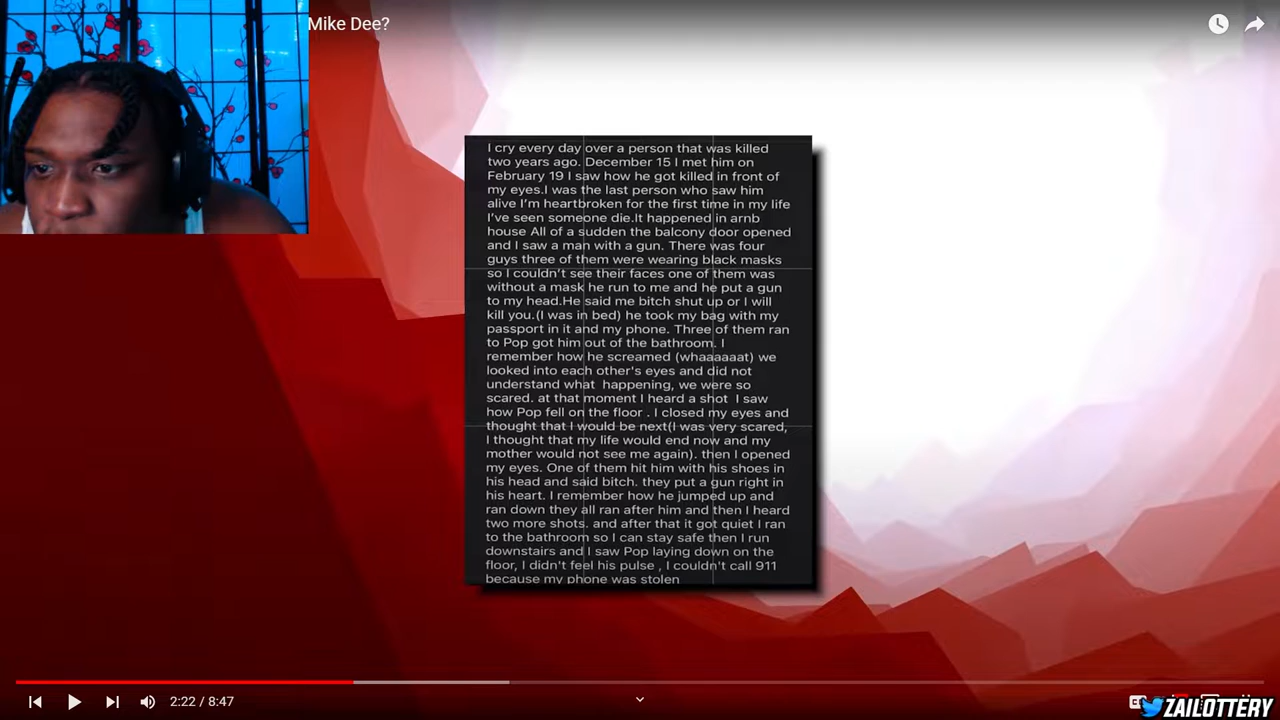 Mike Dee?
I cry every day over a person that was killed
two years ago. December 15 I met him on
February 19 I saw how he got killed in front of
my eyes.I was the last person who saw him
alive I'm heartbroken for the first time in my life
I've seen someone die.It happened in arnb
house All of a sudden the balcony door opened
and I saw a man with a gun. There was four
guys three of them were wearing black masks
so I couldn't see their faces one of them was
without a mask he run to me and he put a gun
to my head.He said me bitch shut up or I will
kill you.(I was in bed) he took my bag with my
passport in it and my phone. Three of them ran
to Pop got him out of the bathroom. I
remember how he screamed (whaaaaaat) we
looked into each other's eyes and did not
understand what  happening, we were so
scared. at that moment I heard a shot  I saw
how Pop fell on the floor . I closed my eyes and
thought that I would be next(I was very scared,
I thought that my life would end now and my
mother would not see me again). then I opened
my eyes. One of them hit him with his shoes in
his head and said bitch. they put a gun right in
his heart. I remember how he jumped up and
ran down they all ran after him and then I heard
two more shots. and after that it got quiet I ran
to the bathroom so I can stay safe then I run
downstairs and I saw Pop laying down on the
floor, I didn't feel his pulse , I couldn't call 911
because my phone was stolen
2:22 / 8:47
ZAILOTTERY